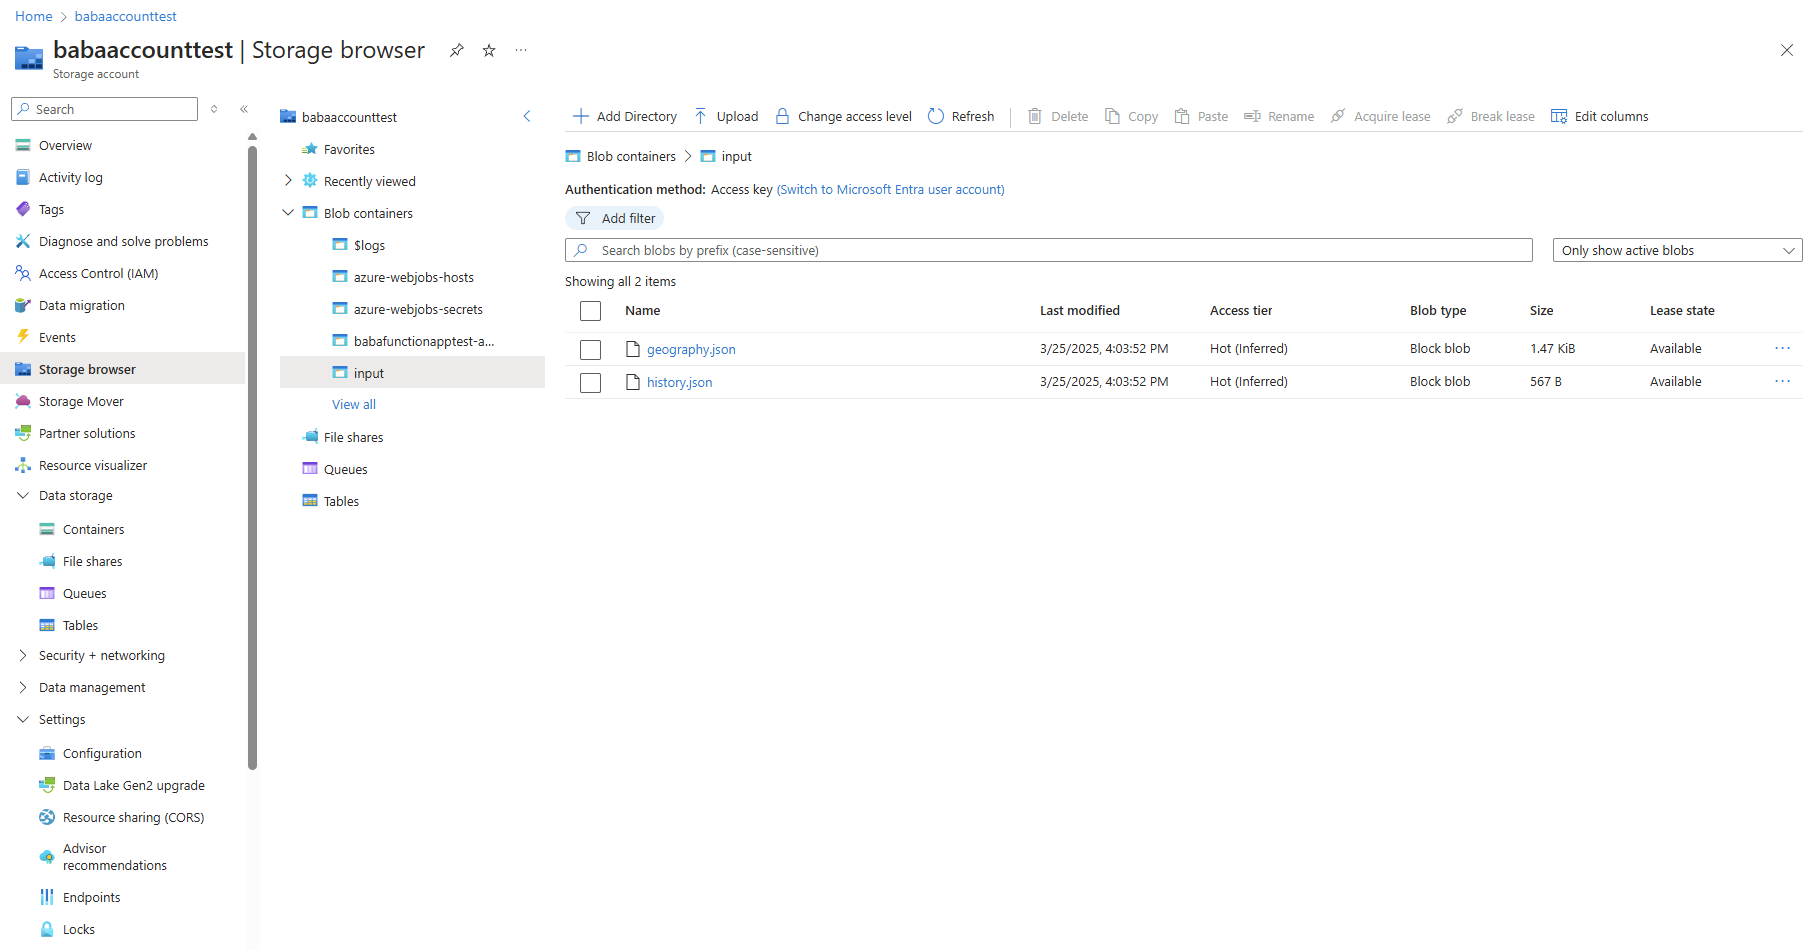 Home > babaaccounttest
babaaccounttest | Storage browser ...
Storage account
Search
Overview
Activity log
Tags
Diagnose and solve problems
Access Control (IAM)
Data migration
Events
Storage browser
Storage Mover
Partner solutions
Resource visualizer
Data storage
Containers
File shares
Queues
Tables
Security + networking
Data management
Settings
Configuration
Data Lake Gen2 upgrade
Resource sharing (CORS)
Advisor
recommendations
Endpoints
Locks
babaaccounttest
Favorites
Recently viewed
Blob containers
$logs
azure-webjobs-hosts
azure-webjobs-secrets
babafunctionapptest-a...
input
View all
File shares
Queues
Tables
Add Directory Upload Change access level Refresh Delete Copy Paste Rename Acquire lease Break lease Edit columns
Blob containers > input
Authentication method: Access key (Switch to Microsoft Entra user account)
Add filter
Search blobs by prefix (case-sensitive) Only show active blobs
Showing all 2 items
Name Last modified Access tier Blob type Size Lease state
geography.json 3/25/2025, 4:03:52 PM Hot (Inferred) Block blob 1.47 KiB Available ...
history.json 3/25/2025, 4:03:52 PM Hot (Inferred) Block blob 567 B Available ...